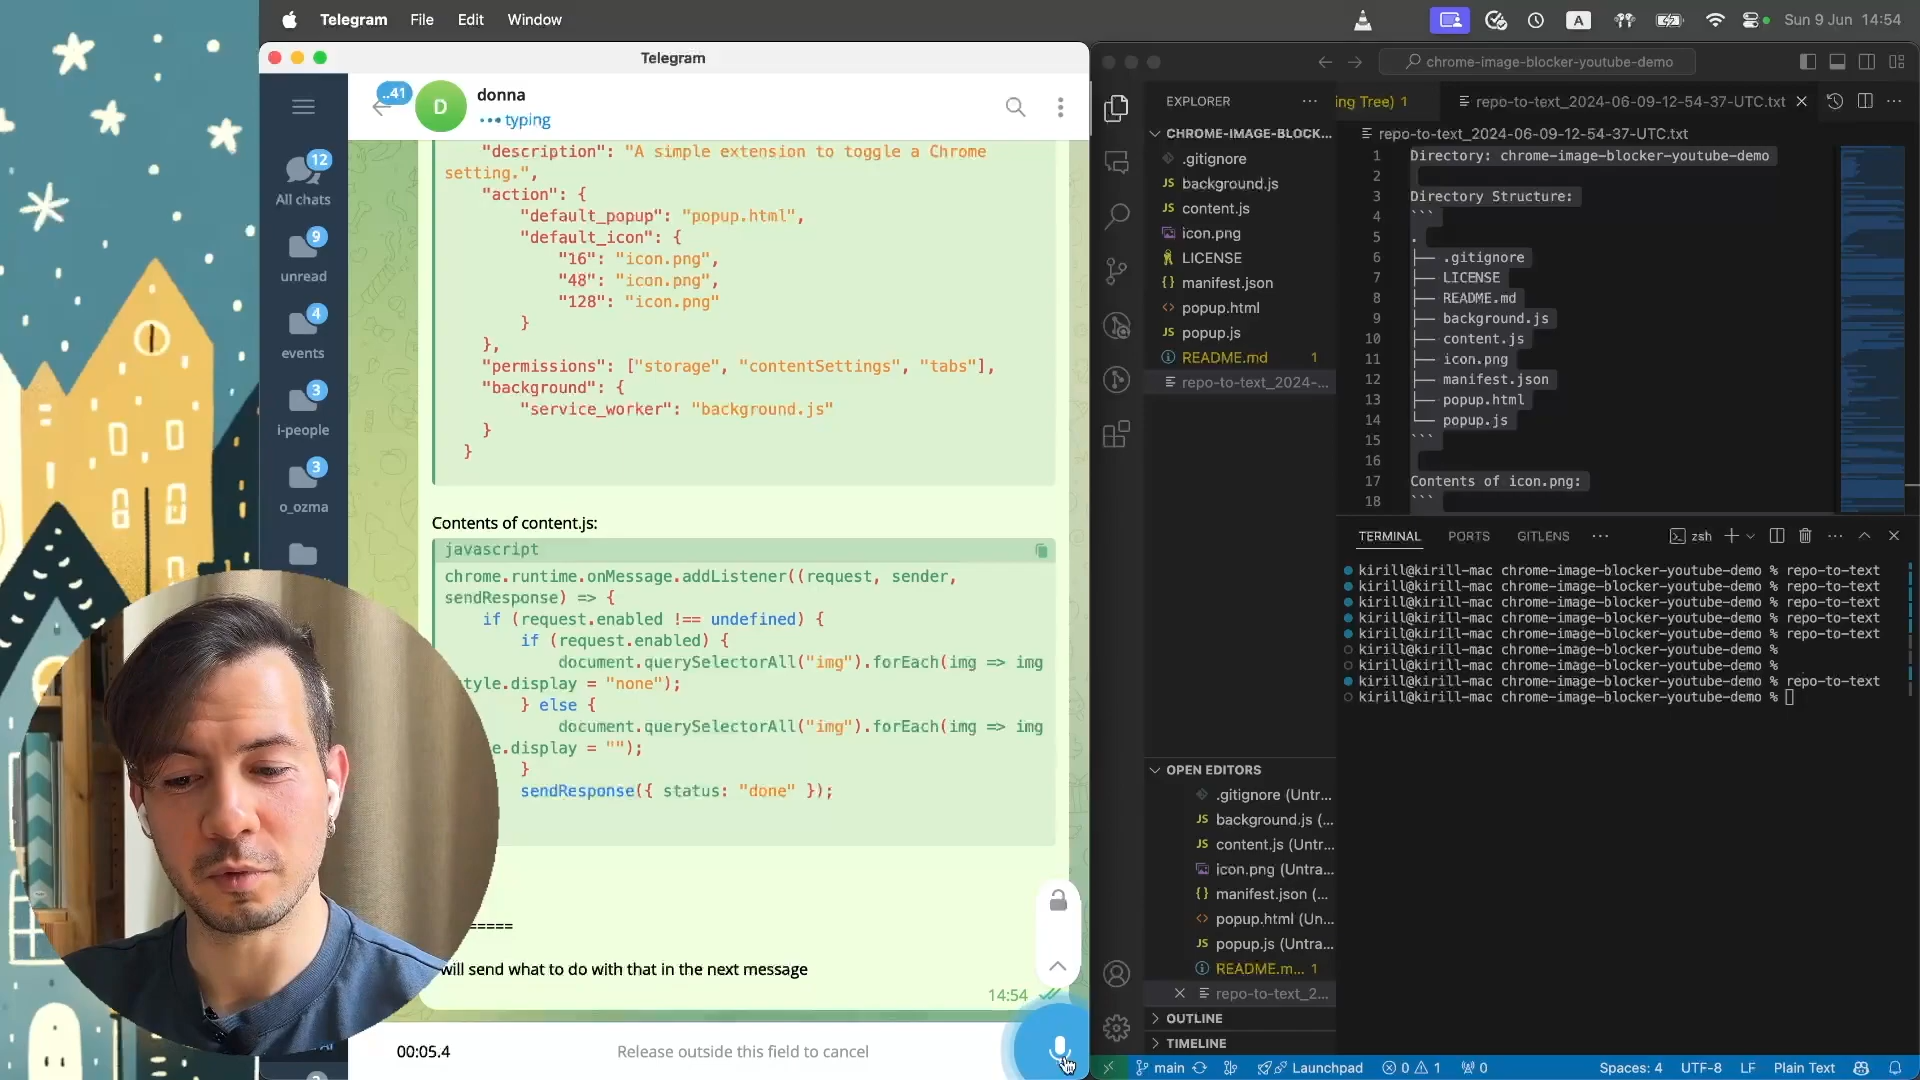 Telegram File Edit Window
A Sun 9 Jun 14:54
Telegram
..41
D
donna
typing
12
All chats
9
unread
4
events
3
i-people
3
o_ozma
"description": "A simple extension to toggle a Chrome
setting.",
"action": {
"default_popup": "popup.html",
"default_icon": {
"16": "icon.png",
"48": "icon.png",
"128": "icon.png"
}
},
"permissions": ["storage", "contentSettings", "tabs"],
"background": {
"service_worker": "background.js"
}
}
Contents of content.js:
javascript
chrome.runtime.onMessage.addListener((request, sender,
sendResponse) => {
if (request.enabled !== undefined) {
if (request.enabled) {
document.querySelectorAll("img").forEach(img => img
tyle.display = "none");
} else {
document.querySelectorAll("img").forEach(img => img
e.display = "");
}
sendResponse({ status: "done" });
=====
will send what to do with that in the next message
14:54
00:05.4 Release outside this field to cancel
chrome-image-blocker-youtube-demo
EXPLORER
CHROME-IMAGE-BLOCK...
.gitignore
JS background.js
JS content.js
icon.png
LICENSE
{} manifest.json
<> popup.html
JS popup.js
README.md 1
repo-to-text_2024-...
OPEN EDITORS
.gitignore (Untr...
JS background.js (...
JS content.js (Untr...
icon.png (Untra...
{} manifest.json (...
<> popup.html (Un...
JS popup.js (Untra...
README.m... 1
repo-to-text_2...
OUTLINE
TIMELINE
ing Tree) 1 repo-to-text_2024-06-09-12-54-37-UTC.txt
repo-to-text_2024-06-09-12-54-37-UTC.txt
1 Directory: chrome-image-blocker-youtube-demo
2
3 Directory Structure:
4 ```
5 .
6 ├── .gitignore
7 ├── LICENSE
8 ├── README.md
9 ├── background.js
10 ├── content.js
11 ├── icon.png
12 ├── manifest.json
13 ├── popup.html
14 └── popup.js
15 ```
16
17 Contents of icon.png:
18 ```
TERMINAL PORTS GITLENS ... zsh
kirill@kirill-mac chrome-image-blocker-youtube-demo % repo-to-text
kirill@kirill-mac chrome-image-blocker-youtube-demo % repo-to-text
kirill@kirill-mac chrome-image-blocker-youtube-demo % repo-to-text
kirill@kirill-mac chrome-image-blocker-youtube-demo % repo-to-text
kirill@kirill-mac chrome-image-blocker-youtube-demo % repo-to-text
kirill@kirill-mac chrome-image-blocker-youtube-demo %
kirill@kirill-mac chrome-image-blocker-youtube-demo %
kirill@kirill-mac chrome-image-blocker-youtube-demo % repo-to-text
kirill@kirill-mac chrome-image-blocker-youtube-demo %
main Launchpad 0 1 0 Spaces: 4 UTF-8 LF Plain Text